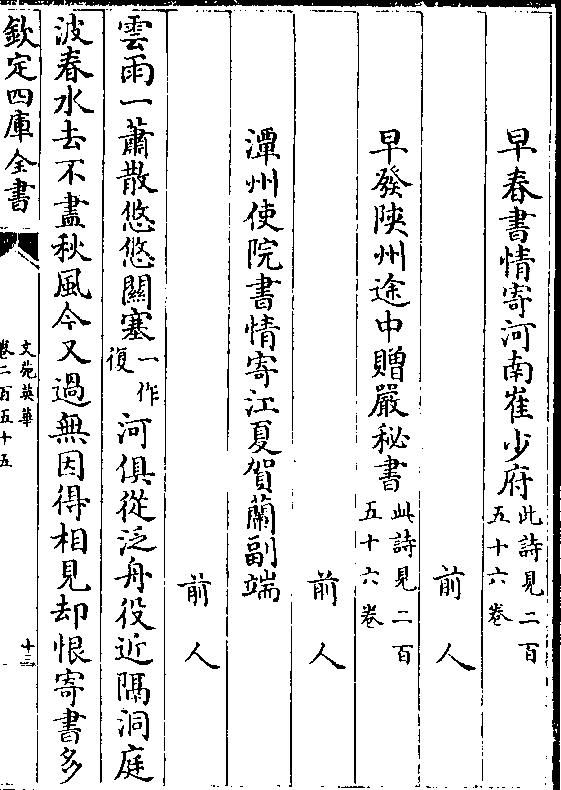 早春書情寄河南崔少府此詩見二百五十六卷
前人
早發陜州途中贈嚴秘書此詩見二百五十六卷
前人
潭州使院書情寄江夏賀蘭副端
前人
雲雨一蕭散悠悠關塞一作復河俱從泛舟役近隔洞庭
波春水去不盡秋風今又過無因得相見却恨寄書多
欽定四庫全書
文苑英華
卷二百五十五
十三